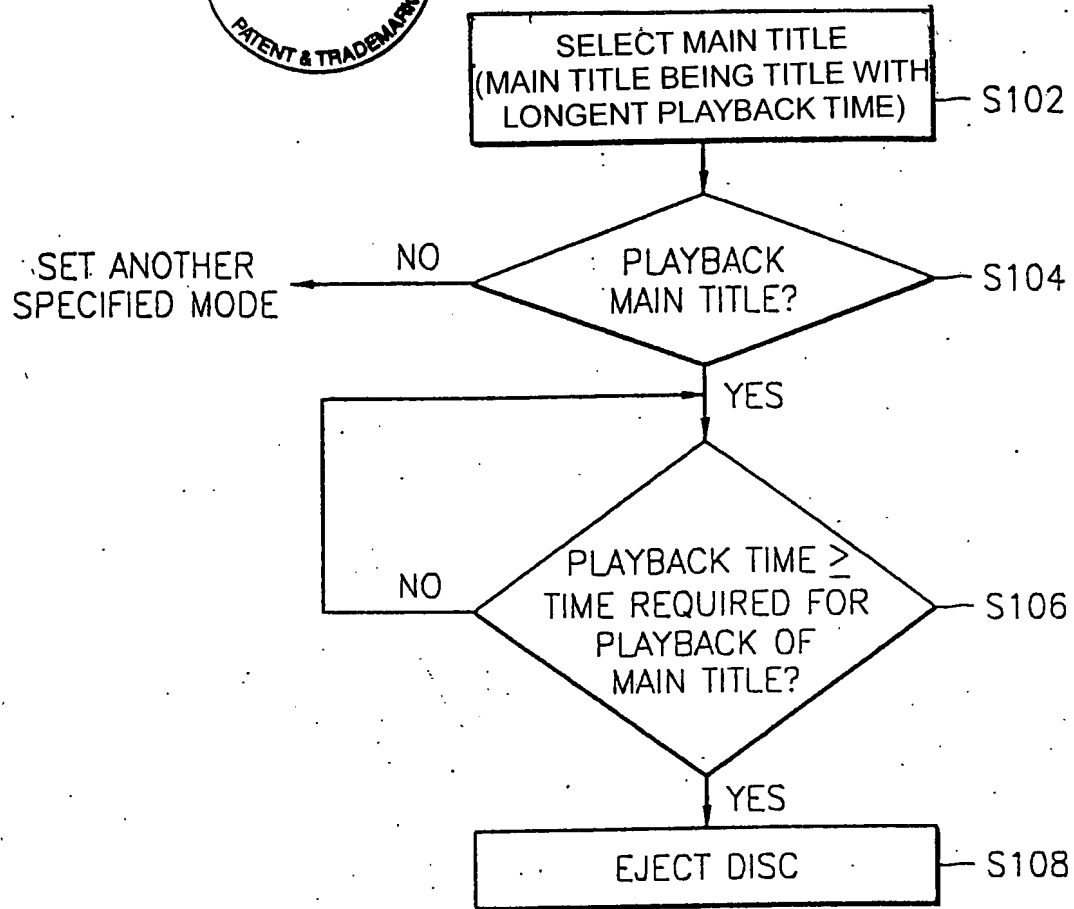 PATENT & TRADEMARK
SELECT MAIN TITLE
(MAIN TITLE BEING TITLE WITH
LONGENT PLAYBACK TIME)
S102
PLAYBACK
MAIN TITLE?
S104
NO
SET ANOTHER
SPECIFIED MODE
YES
PLAYBACK TIME ≥
TIME REQUIRED FOR
PLAYBACK OF
MAIN TITLE?
S106
NO
YES
EJECT DISC
S108